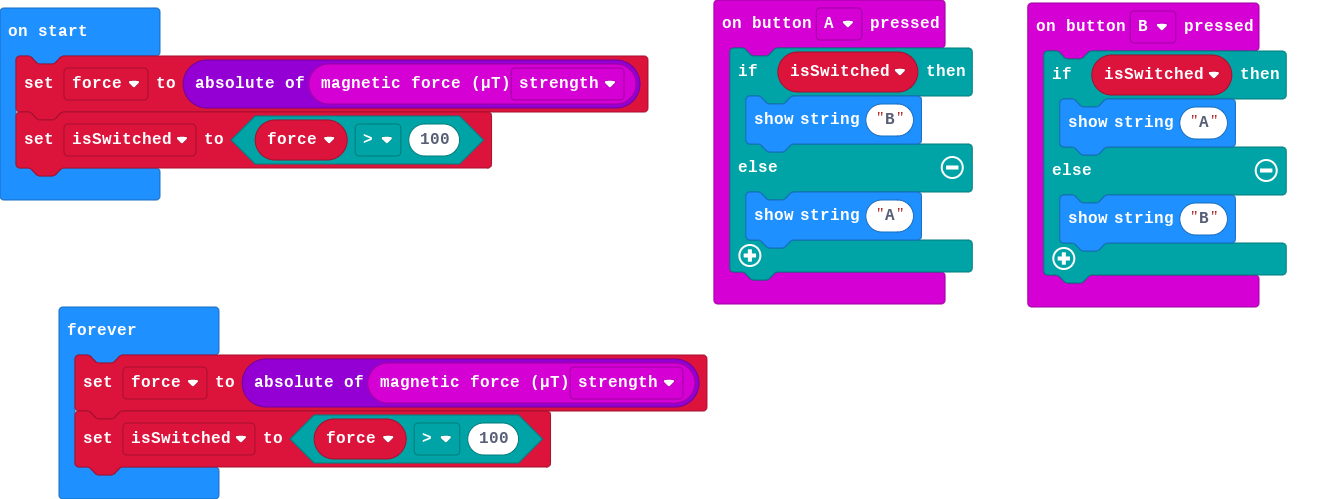 on start
set force to absolute of magnetic force (µT) strength
set isSwitched to force > 100
forever
set force to absolute of magnetic force (µT) strength
set isSwitched to force > 100
on button A pressed
if isSwitched then
show string "B"
else
show string "A"
on button B pressed
if isSwitched then
show string "A"
else
show string "B"